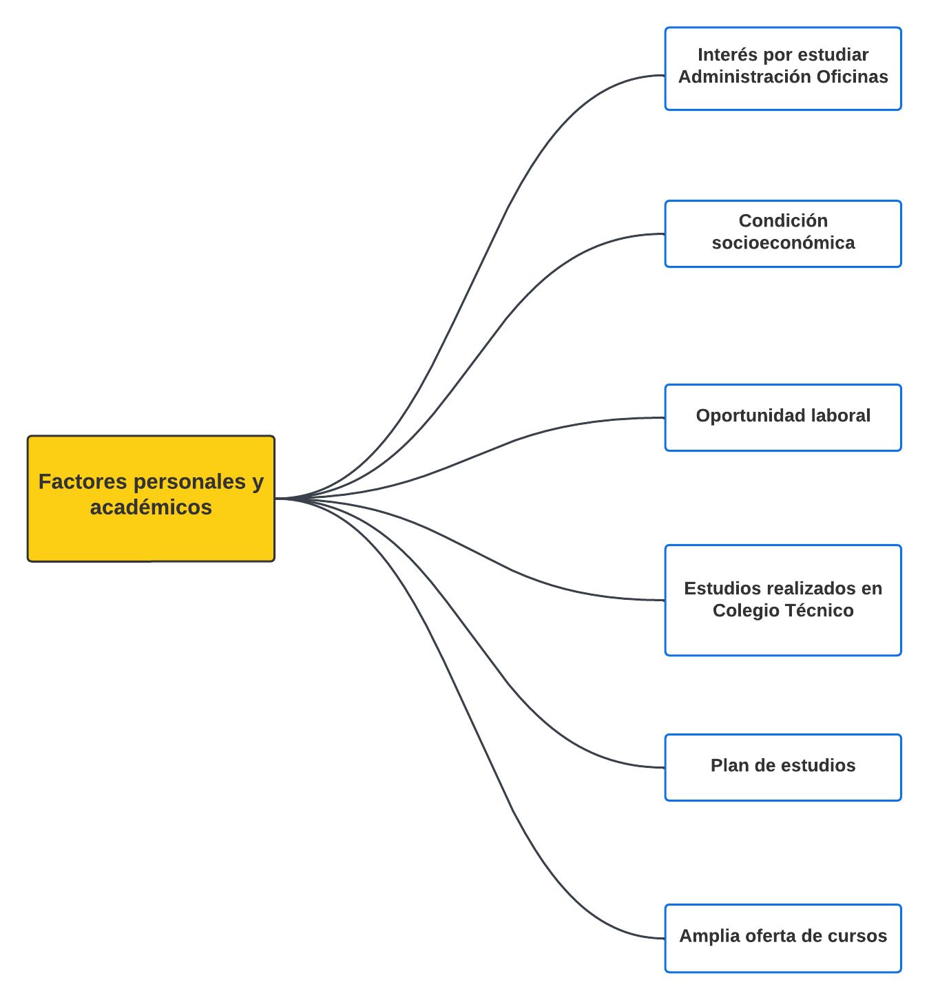 Interés por estudiar
Administración Oficinas
Condición
socioeconómica
Oportunidad laboral
Factores personales y
académicos
Estudios realizados en
Colegio Técnico
Plan de estudios
Amplia oferta de cursos